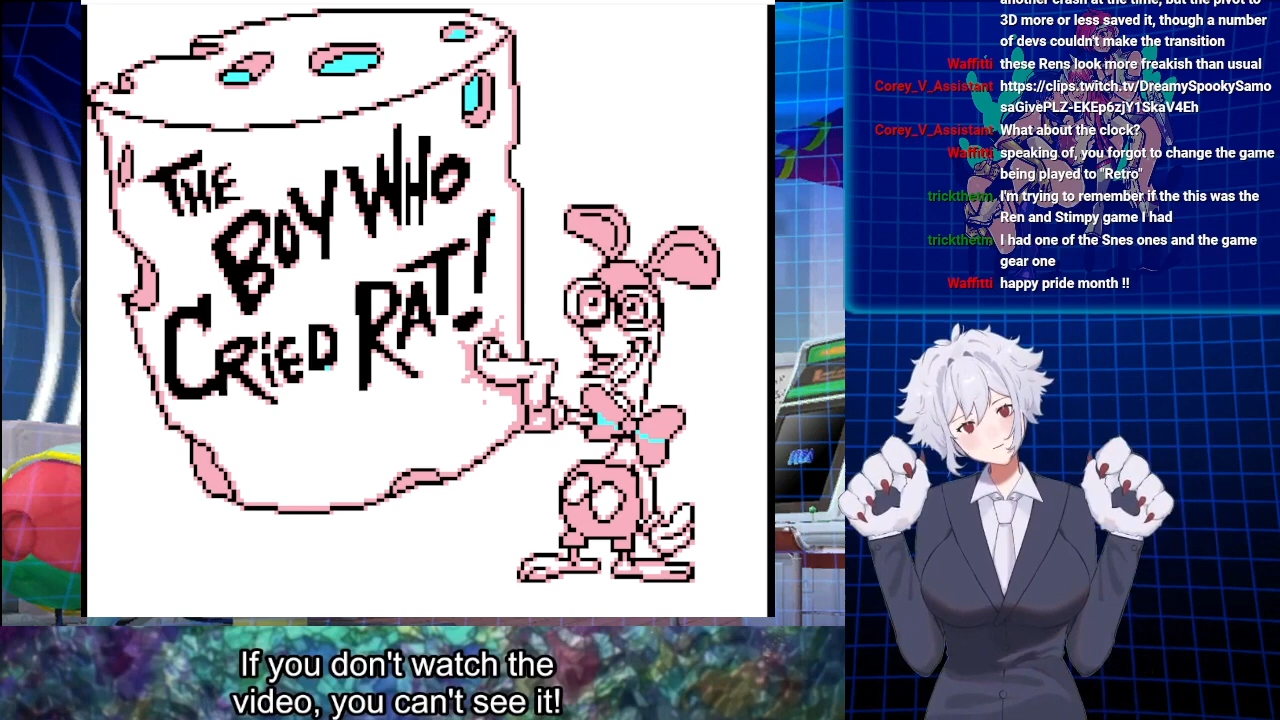 THE
BOY WHO
CRIED RAT!
another crash at the time, but the pivot to
3D more or less saved it, though a number
of devs couldn't make the transition
Waffitti these Rens look more freakish than usual
Corey_V_Assistant https://clips.twitch.tv/DreamySpookySamo
saGivePLZ-EKEp6zjY1SkaV4Eh
Corey_V_Assistant What about the clock?
Waffitti speaking of, you forgot to change the game
being played to "Retro"
tricktheim I'm trying to remember if the this was the
Ren and Stimpy game I had
tricktheim I had one of the Snes ones and the game
gear one
Waffitti happy pride month !!
If you don't watch the
video, you can't see it!